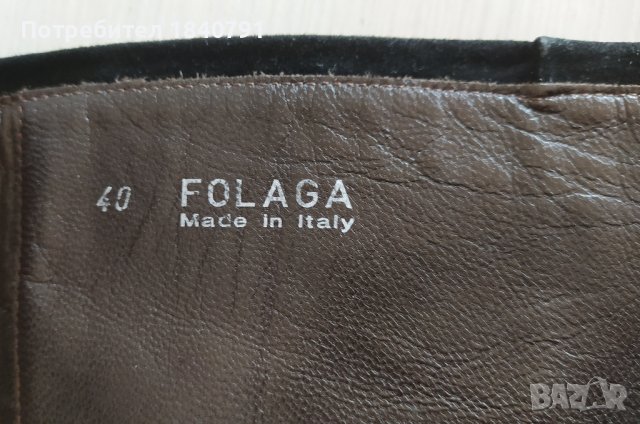 Потребител 1840791
40 FOLAGA
Made in Italy
BAZAR